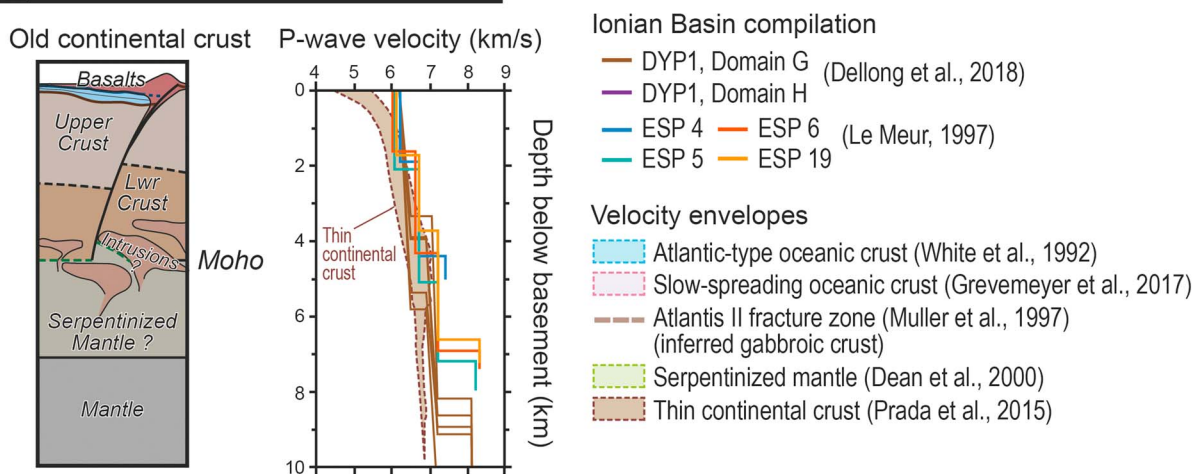 Old continental crust
Basalts
Upper
Crust
Lwr
Crust
Intrusions
?
Moho
Serpentinized
Mantle ?
Mantle
P-wave velocity (km/s)
4 5 6 7 8 9
0
2
4
6
8
10
Thin
continental
crust
Depth below basement (km)
Ionian Basin compilation
DYP1, Domain G
DYP1, Domain H
(Dellong et al., 2018)
ESP 4 ESP 6
ESP 5 ESP 19
(Le Meur, 1997)
Velocity envelopes
Atlantic-type oceanic crust (White et al., 1992)
Slow-spreading oceanic crust (Grevemeyer et al., 2017)
Atlantis II fracture zone (Muller et al., 1997)
(inferred gabbroic crust)
Serpentinized mantle (Dean et al., 2000)
Thin continental crust (Prada et al., 2015)